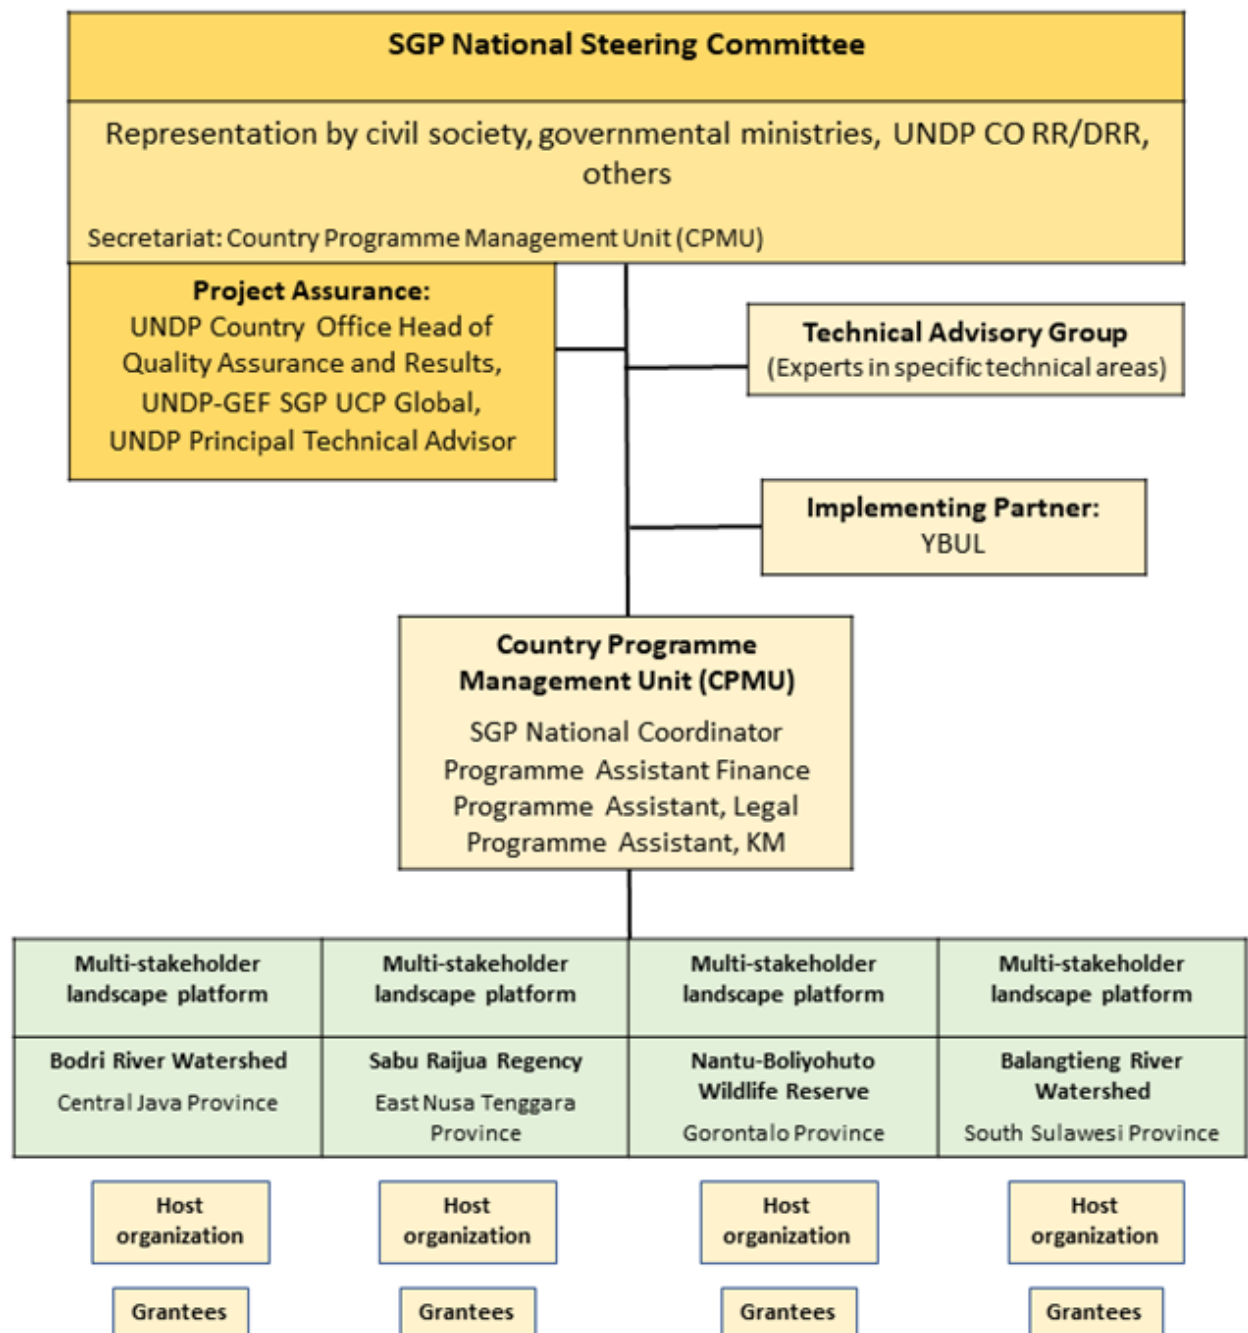 SGP National Steering Committee
Representation by civil society, governmental ministries, UNDP CO RR/DRR,
others
Secretariat: Country Programme Management Unit (CPMU)
Project Assurance:
UNDP Country Office Head of
Quality Assurance and Results,
UNDP-GEF SGP UCP Global,
UNDP Principal Technical Advisor
Technical Advisory Group
(Experts in specific technical areas)
Implementing Partner:
YBUL
Country Programme
Management Unit (CPMU)
SGP National Coordinator
Programme Assistant Finance
Programme Assistant, Legal
Programme Assistant, KM
Multi-stakeholder
landscape platform
Bodri River Watershed
Central Java Province
Multi-stakeholder
landscape platform
Sabu Raijua Regency
East Nusa Tenggara
Province
Multi-stakeholder
landscape platform
Nantu-Boliyohuto
Wildlife Reserve
Gorontalo Province
Multi-stakeholder
landscape platform
Balangtieng River
Watershed
South Sulawesi Province
Host
organization
Host
organization
Host
organization
Host
organization
Grantees
Grantees
Grantees
Grantees